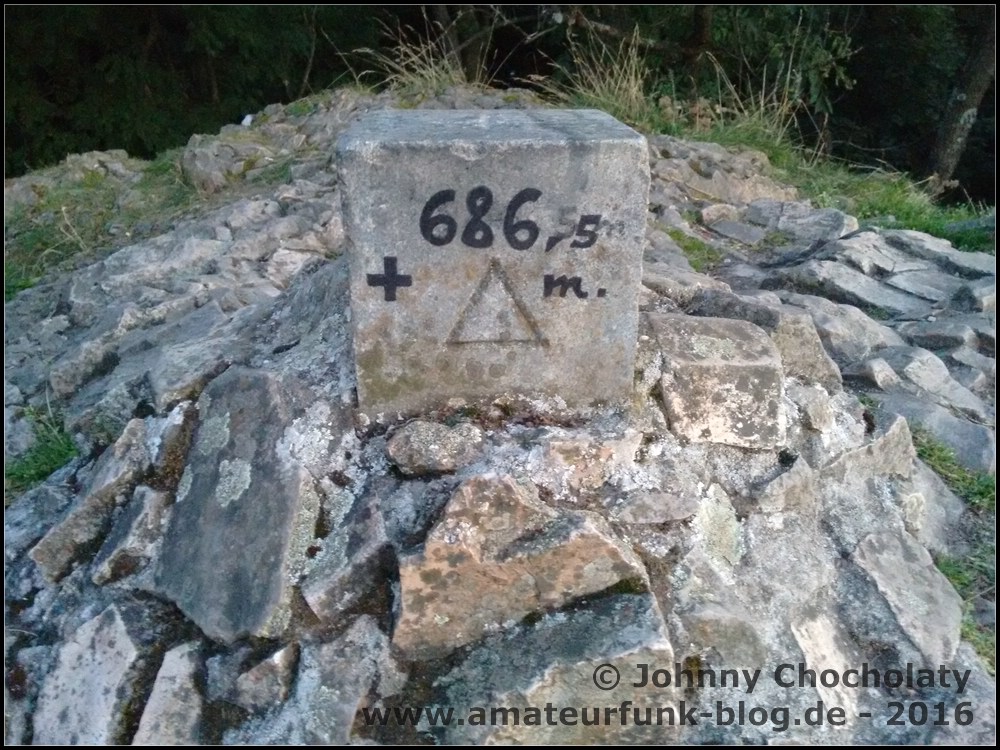 686,5
+ m.
© Johnny Chocholaty
www.amateurfunk-blog.de - 2016